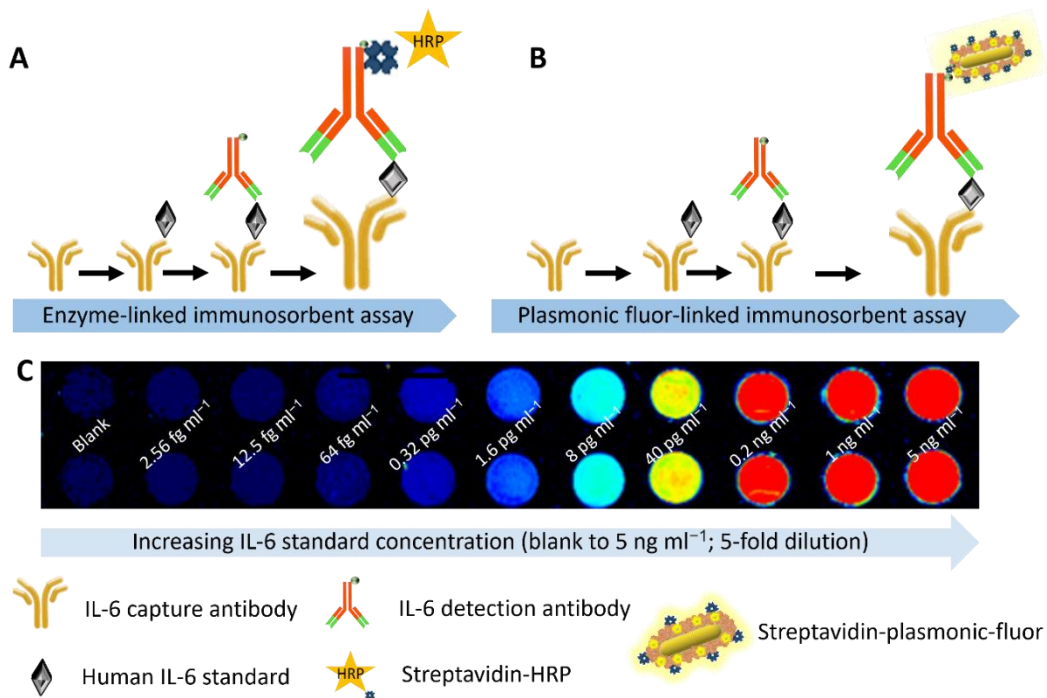 A
HRP
B
Enzyme-linked immunosorbent assay
Plasmonic fluor-linked immunosorbent assay
C
Blank
2.56 fg ml⁻¹
12.5 fg ml⁻¹
64 fg ml⁻¹
0.32 pg ml⁻¹
1.6 pg ml⁻¹
8 pg ml⁻¹
40 pg ml⁻¹
0.2 ng ml⁻¹
1 ng ml⁻¹
5 ng ml⁻¹
Increasing IL-6 standard concentration (blank to 5 ng ml⁻¹; 5-fold dilution)
IL-6 capture antibody
IL-6 detection antibody
Streptavidin-plasmonic-fluor
Human IL-6 standard
HRP
Streptavidin-HRP